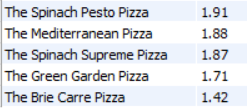 The Spinach Pesto Pizza 1.91
The Mediterranean Pizza 1.88
The Spinach Supreme Pizza 1.87
The Green Garden Pizza 1.71
The Brie Carre Pizza 1.42